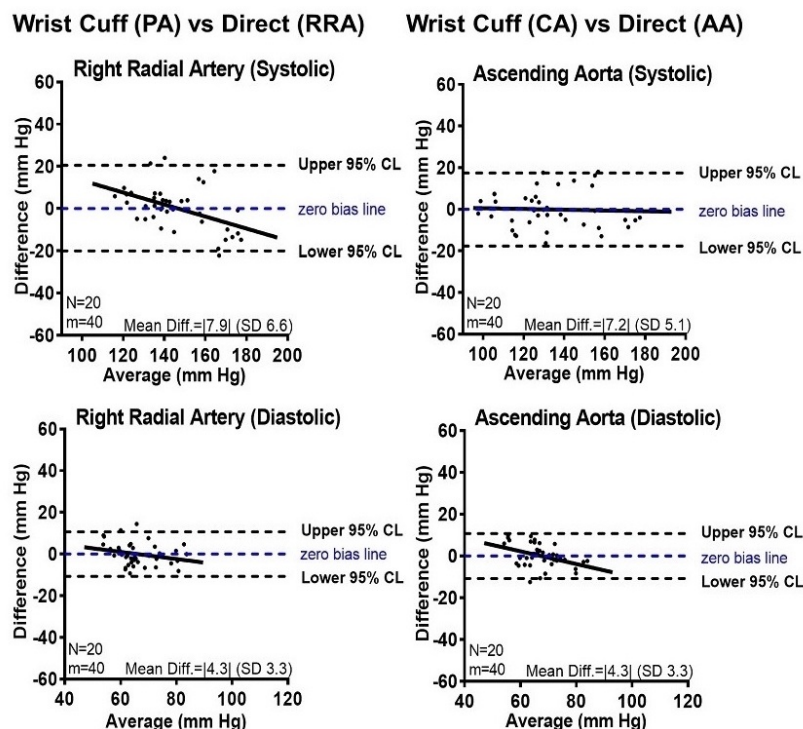 Wrist Cuff (PA) vs Direct (RRA)
Wrist Cuff (CA) vs Direct (AA)
Right Radial Artery (Systolic)
Difference (mm Hg)
60
40
20
0
-20
-40
-60
Upper 95% CL
zero bias line
Lower 95% CL
N=20
m=40
Mean Diff.=|7.9| (SD 6.6)
100 120 140 160 180 200
Average (mm Hg)
Ascending Aorta (Systolic)
Difference (mm Hg)
60
40
20
0
-20
-40
-60
Upper 95% CL
zero bias line
Lower 95% CL
N=20
m=40
Mean Diff.=|7.2| (SD 5.1)
100 120 140 160 180 200
Average (mm Hg)
Right Radial Artery (Diastolic)
Difference (mm Hg)
60
40
20
0
-20
-40
-60
Upper 95% CL
zero bias line
Lower 95% CL
N=20
m=40
Mean Diff.=|4.3| (SD 3.3)
40 60 80 100 120
Average (mm Hg)
Ascending Aorta (Diastolic)
Difference (mm Hg)
60
40
20
0
-20
-40
-60
Upper 95% CL
zero bias line
Lower 95% CL
N=20
m=40
Mean Diff.=|4.3| (SD 3.3)
40 60 80 100 120
Average (mm Hg)